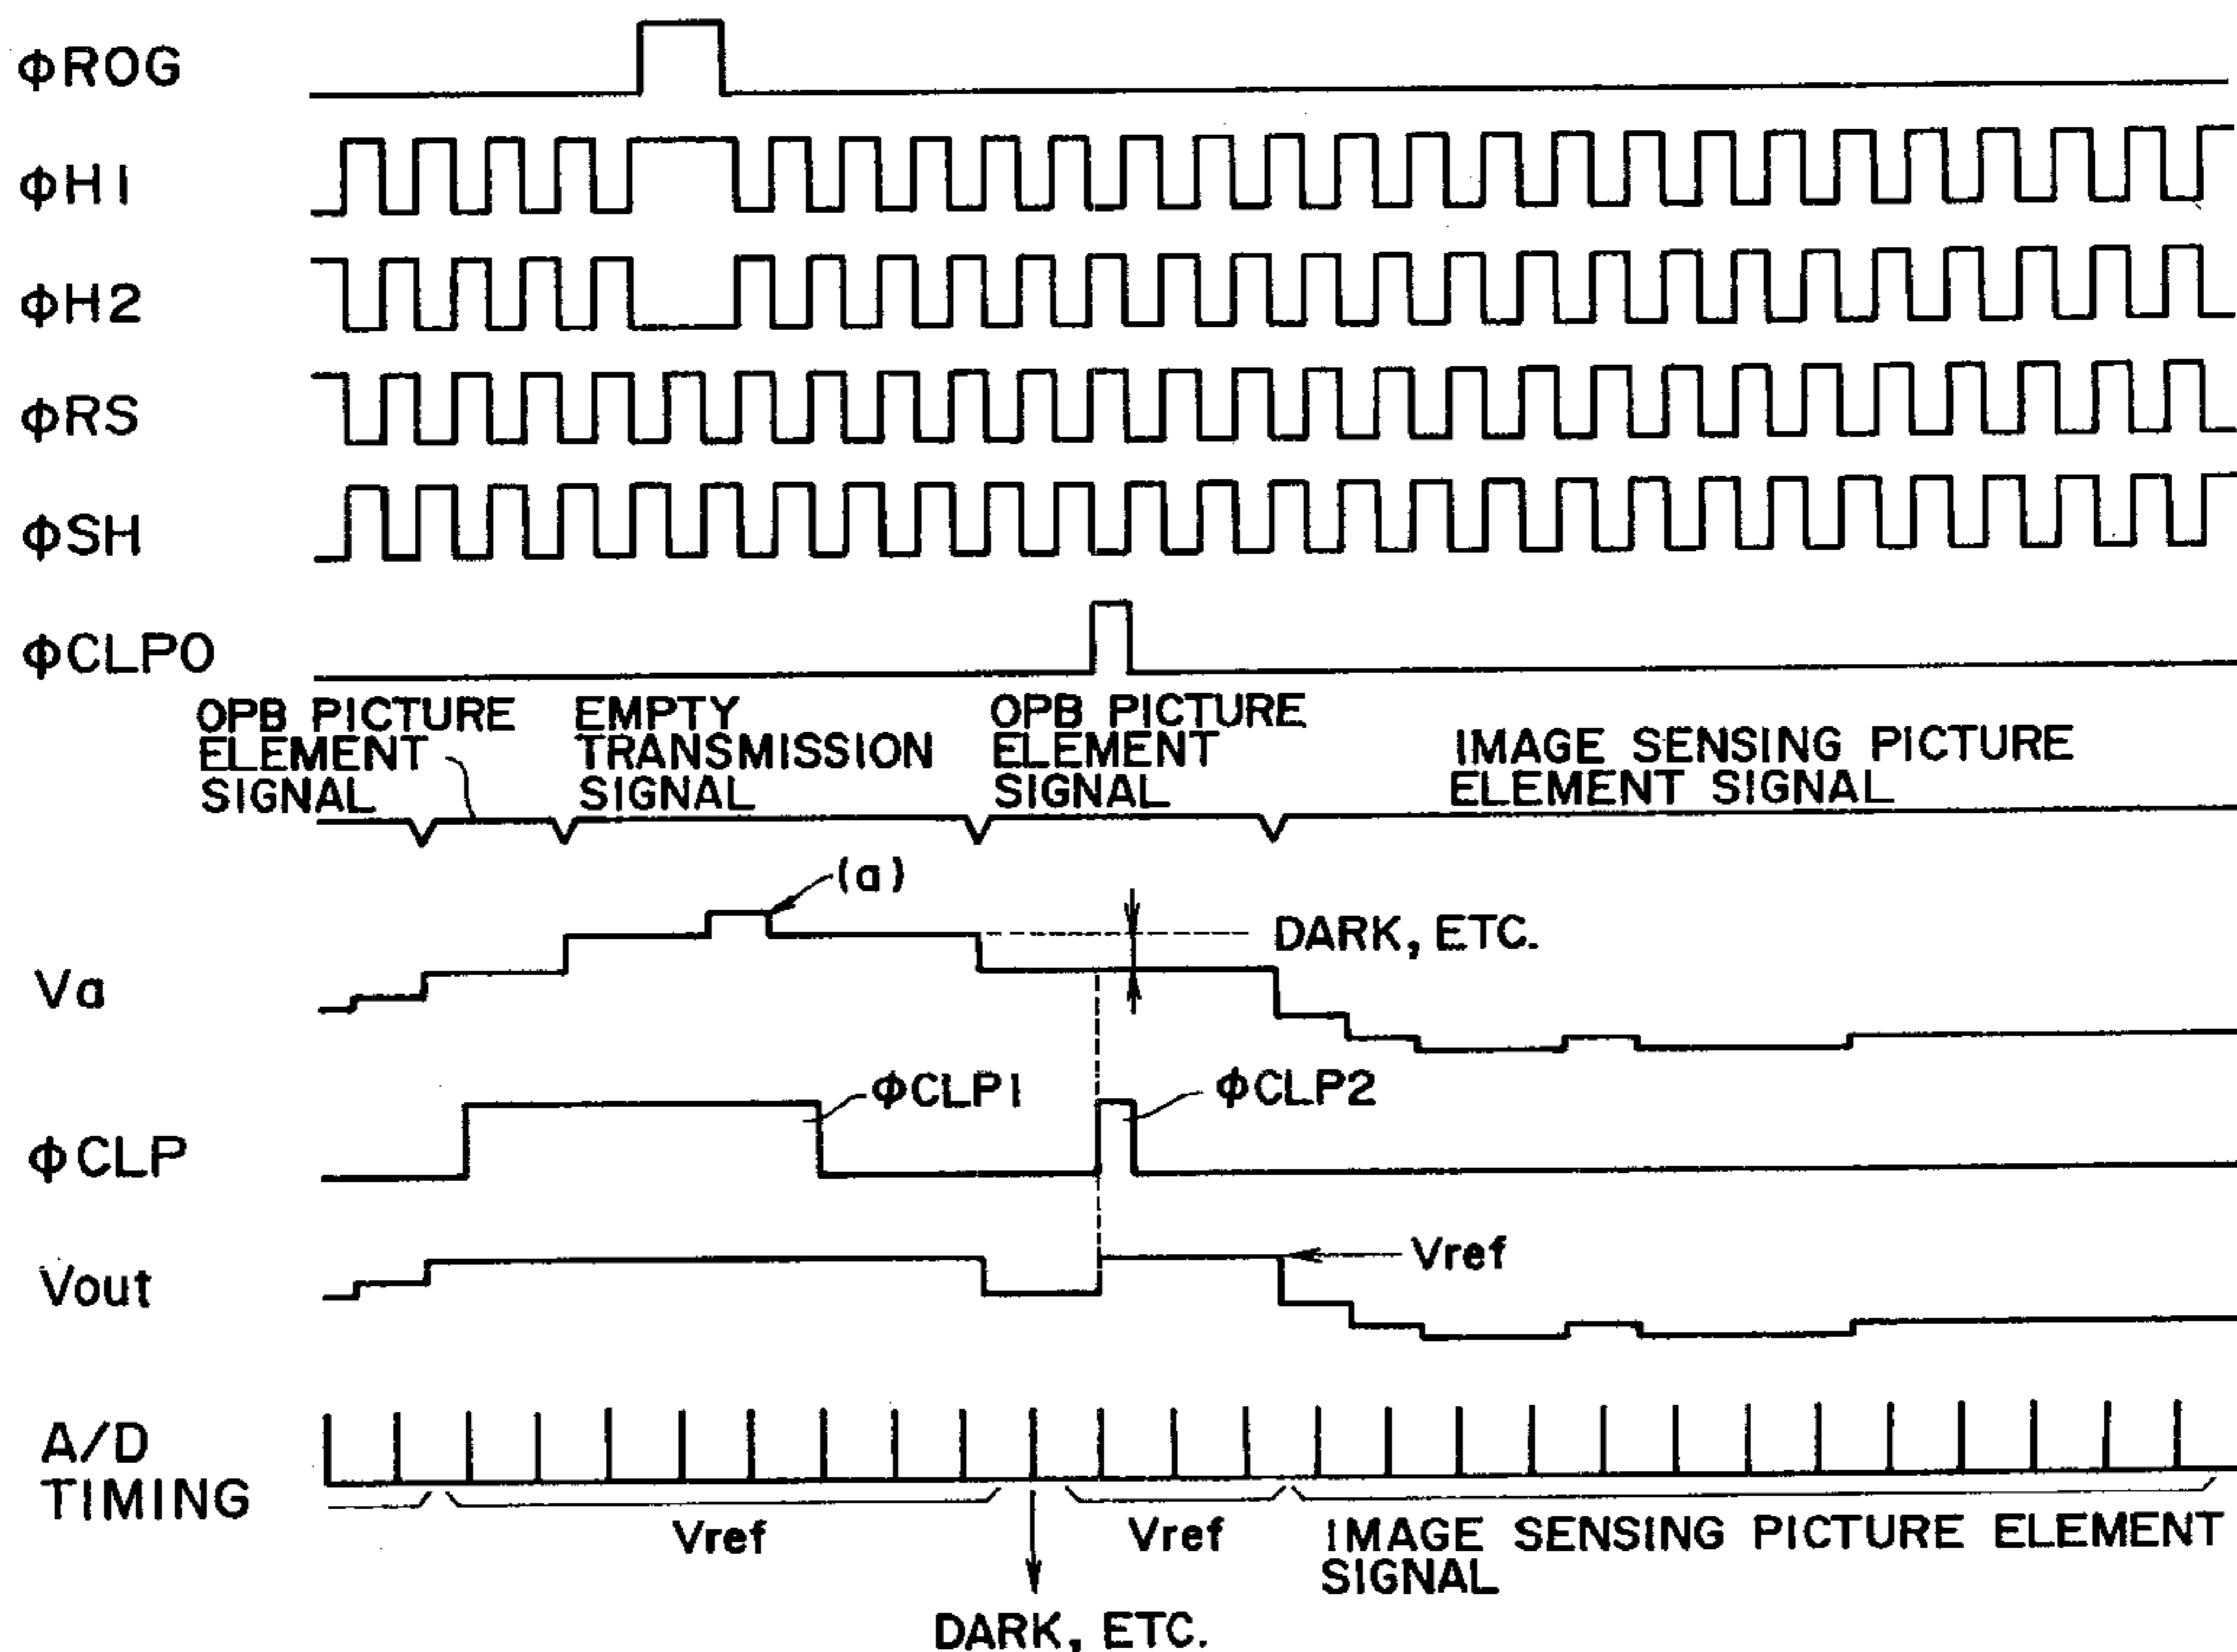 φROG
φH1
φH2
φRS
φSH
φCLP0
OPB PICTURE
ELEMENT
SIGNAL
EMPTY
TRANSMISSION
SIGNAL
OPB PICTURE
ELEMENT
SIGNAL
IMAGE SENSING PICTURE
ELEMENT SIGNAL
(a)
DARK, ETC.
Va
φCLP1
φCLP2
φCLP
Vref
Vout
A/D
TIMING
Vref
Vref
IMAGE SENSING PICTURE ELEMENT
SIGNAL
DARK, ETC.